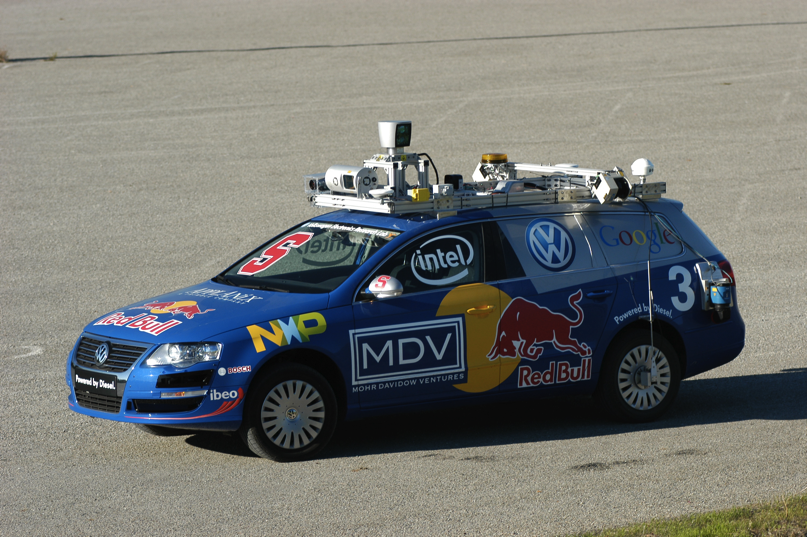 S
intel
intel
Google
S
3
Powered by Diesel.
Red Bull
NXP
MDV
MOHR DAVIDOW VENTURES
Red Bull
BOSCH
ibeo
Powered by Diesel.